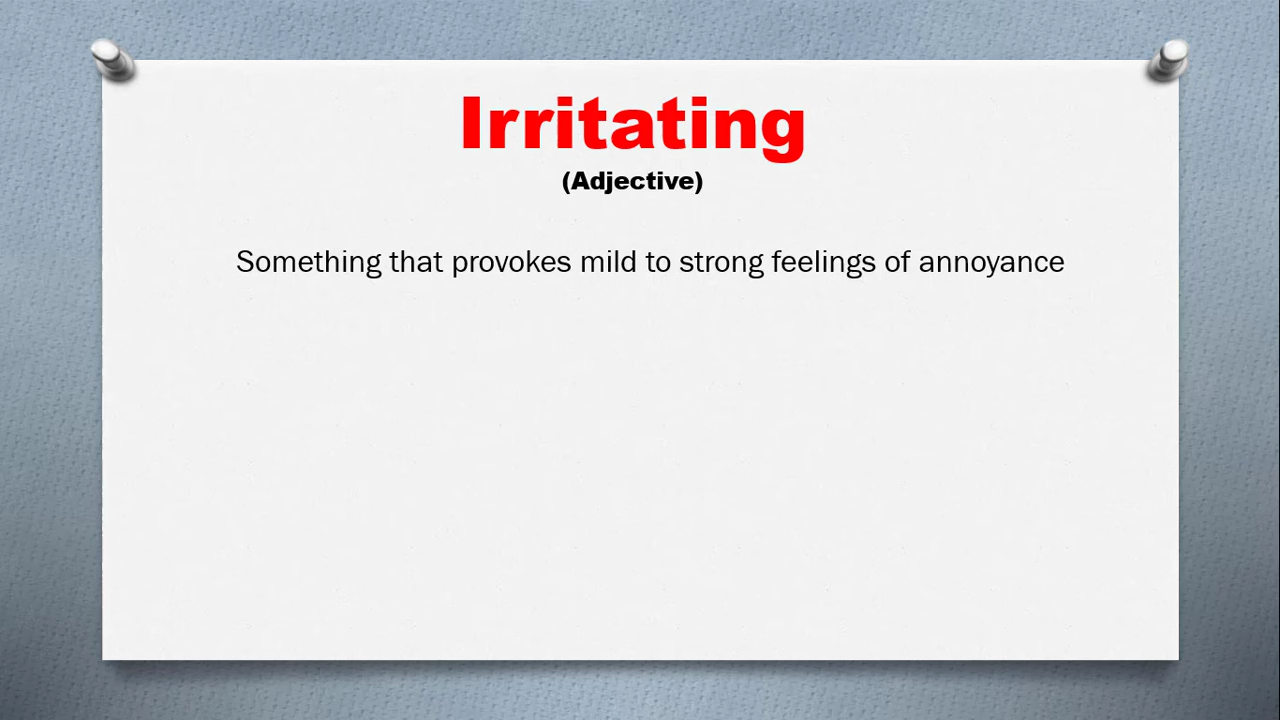 Irritating
(Adjective)
Something that provokes mild to strong feelings of annoyance